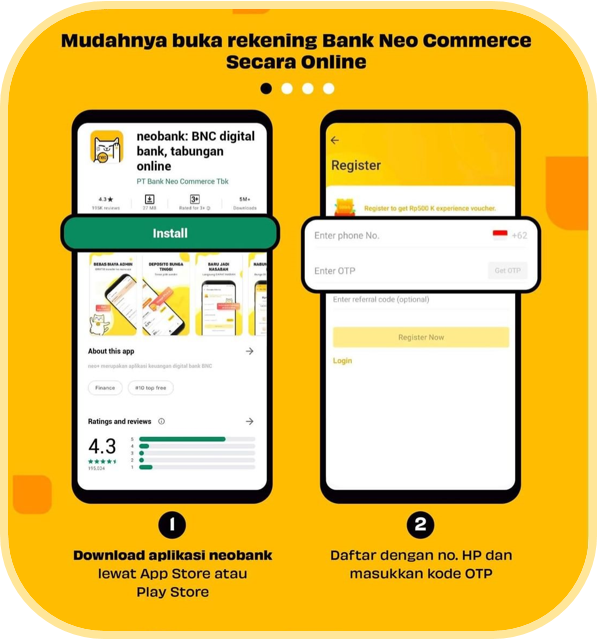 Mudahnya buka rekening Bank Neo Commerce
Secara Online
neobank: BNC digital
bank, tabungan
online
PT Bank Neo Commerce Tbk
4.3★
3+
5M+
reviews
37 MB
Rated for 3+
Downloads
Install
BEBAS BIAYA ADMIN
DEPOSITO BUNGA
TINGGI
BARU JADI
NASABAH
About this app
neo+ merupakan aplikasi keuangan digital bank BNC
Finance
#10 top free
Ratings and reviews
4.3
5
4
3
2
1
Register
Register to get Rp500 K experience voucher.
Enter phone No.
+62
Enter OTP
Get OTP
Enter referral code (optional)
Register Now
Login
1
Download aplikasi neobank
lewat App Store atau
Play Store
2
Daftar dengan no. HP dan
masukkan kode OTP